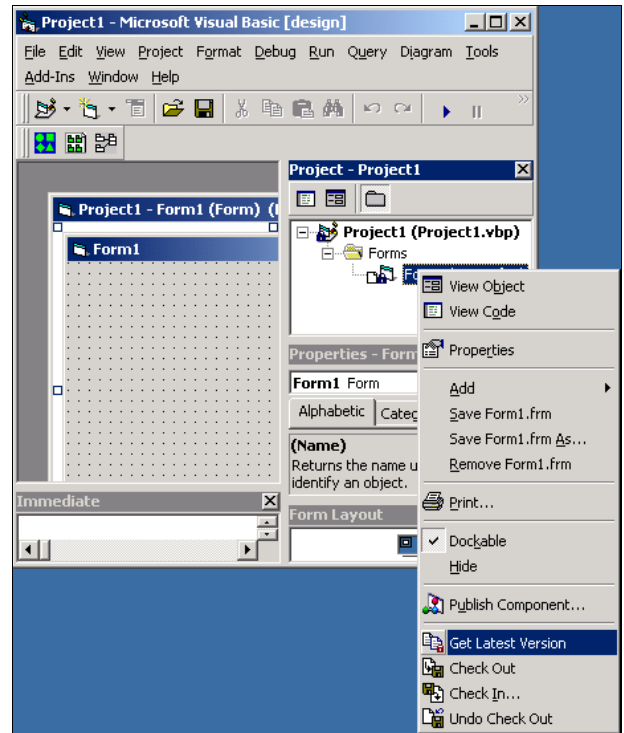 Project1 - Microsoft Visual Basic [design]
File Edit View Project Format Debug Run Query Diagram Tools
Add-Ins Window Help
Project - Project1
Project1 - Form1 (Form)
Project1 (Project1.vbp)
Forms
Form1
View Object
View Code
Properties
Properties - Form
Form1 Form
Add
Alphabetic
Categ
Save Form1.frm
Save Form1.frm As...
Remove Form1.frm
(Name)
Returns the name u
identify an object.
Immediate
Form Layout
Print...
Dockable
Hide
Publish Component...
Get Latest Version
Check Out
Check In...
Undo Check Out